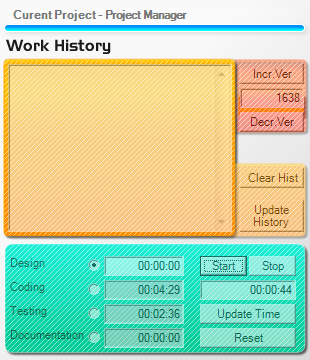 Curent Project - Project Manager
Work History
Incr.Ver
1638
Decr.Ver
Clear Hist
Update
History
Design 00:00:00 Start Stop
Coding 00:04:29 00:00:44
Testing 00:02:36 Update Time
Documentation 00:00:00 Reset